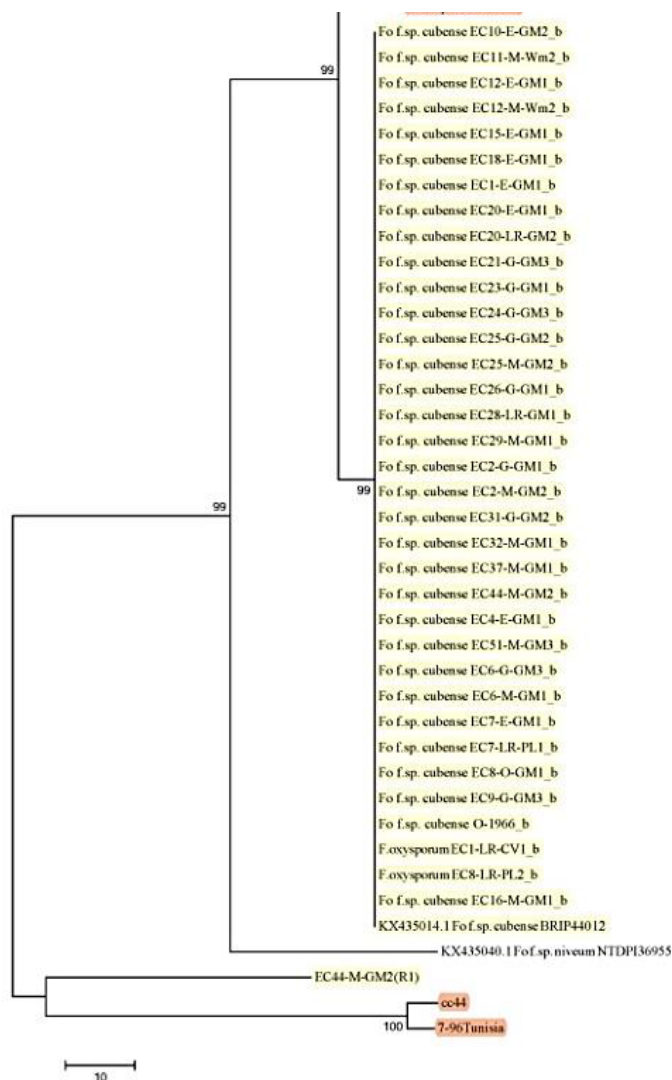 99
Fo f.sp. cubense EC10-E-GM2_b
Fo f.sp. cubense EC11-M-Wm2_b
Fo f.sp. cubense EC12-E-GM1_b
Fo f.sp. cubense EC12-M-Wm2_b
Fo f.sp. cubense EC15-E-GM1_b
Fo f.sp. cubense EC18-E-GM1_b
Fo f.sp. cubense EC1-E-GM1_b
Fo f.sp. cubense EC20-E-GM1_b
Fo f.sp. cubense EC20-LR-GM2_b
Fo f.sp. cubense EC21-G-GM3_b
Fo f.sp. cubense EC23-G-GM1_b
Fo f.sp. cubense EC24-G-GM3_b
Fo f.sp. cubense EC25-G-GM2_b
Fo f.sp. cubense EC25-M-GM2_b
Fo f.sp. cubense EC26-G-GM1_b
Fo f.sp. cubense EC28-LR-GM1_b
Fo f.sp. cubense EC29-M-GM1_b
Fo f.sp. cubense EC2-G-GM1_b
99
Fo f.sp. cubense EC2-M-GM2_b
99
Fo f.sp. cubense EC31-G-GM2_b
Fo f.sp. cubense EC32-M-GM1_b
Fo f.sp. cubense EC37-M-GM1_b
Fo f.sp. cubense EC44-M-GM2_b
Fo f.sp. cubense EC4-E-GM1_b
Fo f.sp. cubense EC51-M-GM3_b
Fo f.sp. cubense EC6-G-GM3_b
Fo f.sp. cubense EC6-M-GM1_b
Fo f.sp. cubense EC7-E-GM1_b
Fo f.sp. cubense EC7-LR-PL1_b
Fo f.sp. cubense EC8-O-GM1_b
Fo f.sp. cubense EC9-G-GM3_b
Fo f.sp. cubense O-1966_b
F.oxysporum EC1-LR-CV1_b
F.oxysporum EC8-LR-PL2_b
Fo f.sp. cubense EC16-M-GM1_b
KX435014.1 Fo f.sp. cubense BRIP44012
KX435040.1 Fo f.sp. niveum NTDPI36955
EC44-M-GM2(R1)
cc44
100
7-96Tunisia
10